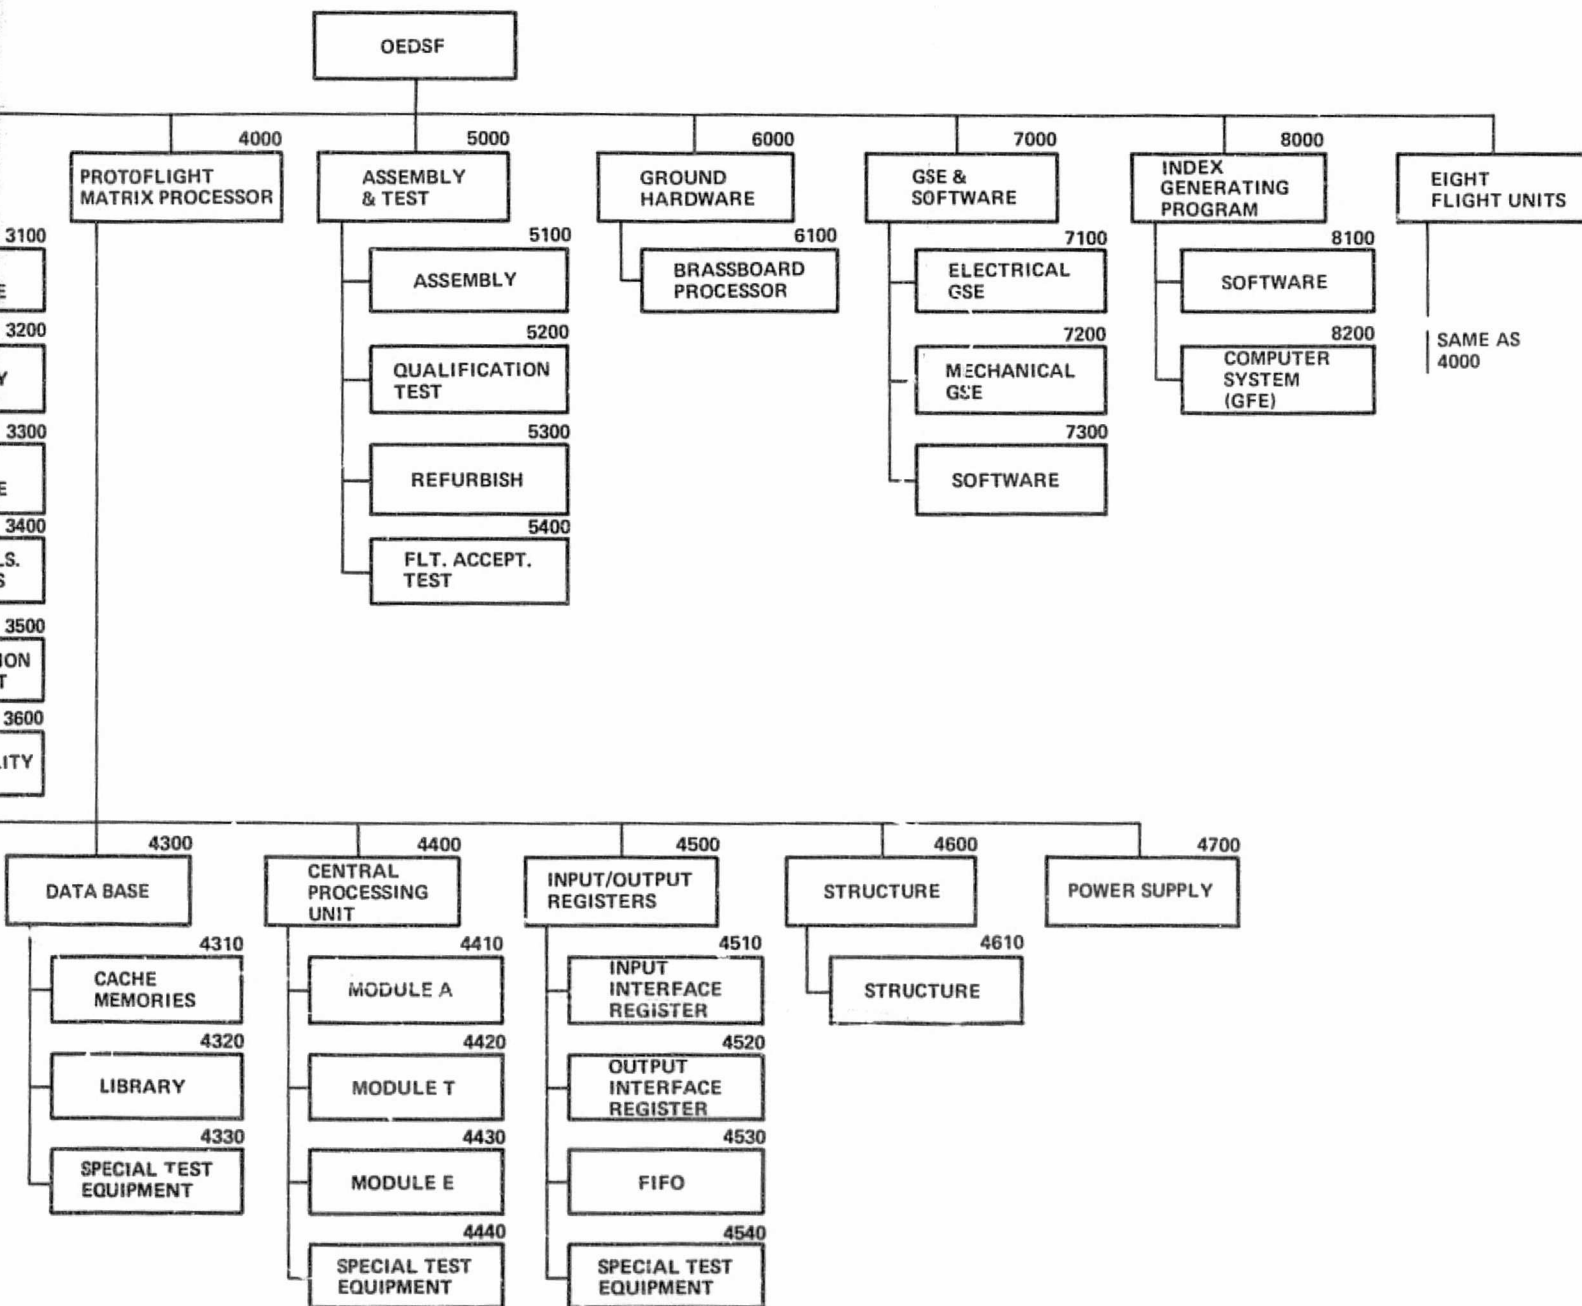 OEDSF
4000
PROTOFLIGHT
MATRIX PROCESSOR
5000
ASSEMBLY
& TEST
6000
GROUND
HARDWARE
7000
GSE &
SOFTWARE
8000
INDEX
GENERATING
PROGRAM
EIGHT
FLIGHT UNITS
3100
E
3200
Y
3300
E
3400
LS.
S
3500
ION
T
3600
LITY
5100
ASSEMBLY
5200
QUALIFICATION
TEST
5300
REFURBISH
5400
FLT. ACCEPT.
TEST
6100
BRASSBOARD
PROCESSOR
7100
ELECTRICAL
GSE
7200
MECHANICAL
GSE
7300
SOFTWARE
8100
SOFTWARE
8200
COMPUTER
SYSTEM
(GFE)
SAME AS
4000
4300
DATA BASE
4310
CACHE
MEMORIES
4320
LIBRARY
4330
SPECIAL TEST
EQUIPMENT
4400
CENTRAL
PROCESSING
UNIT
4410
MODULE A
4420
MODULE T
4430
MODULE E
4440
SPECIAL TEST
EQUIPMENT
4500
INPUT/OUTPUT
REGISTERS
4510
INPUT
INTERFACE
REGISTER
4520
OUTPUT
INTERFACE
REGISTER
4530
FIFO
4540
SPECIAL TEST
EQUIPMENT
4600
STRUCTURE
4610
STRUCTURE
4700
POWER SUPPLY